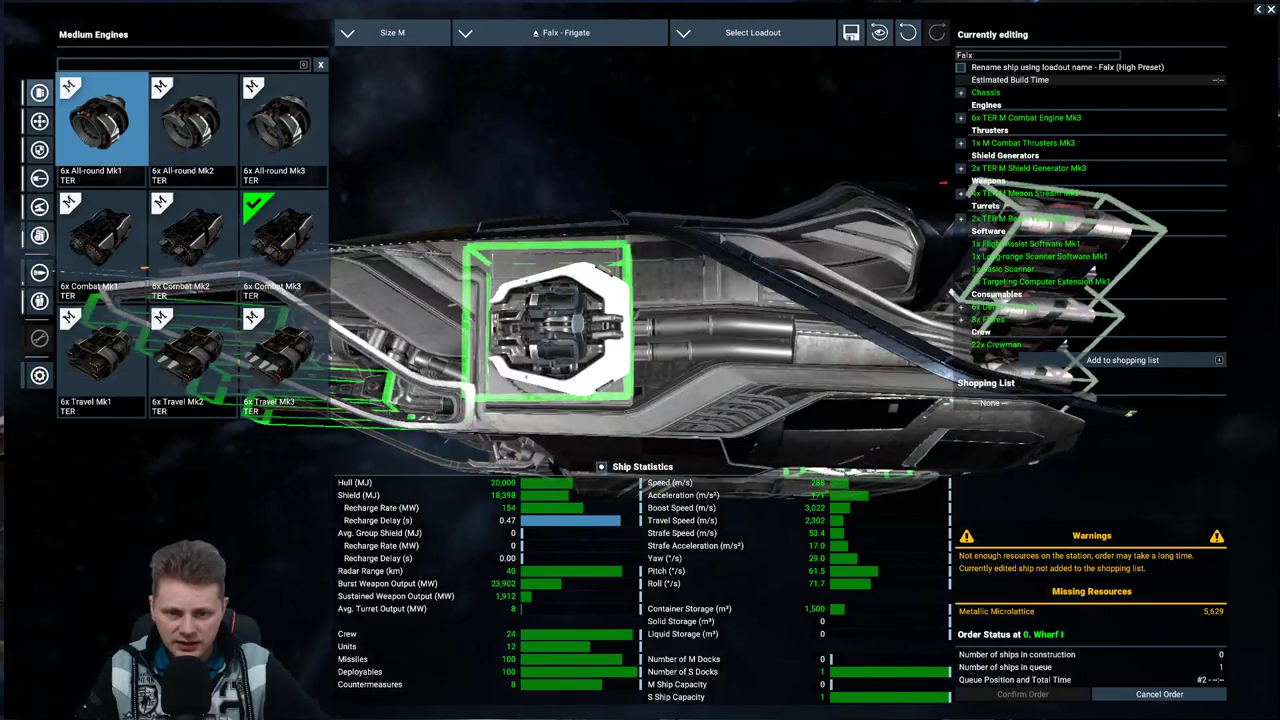 Medium Engines
Size M
Falx - Frigate
Select Loadout
Currently editing
Falx
Rename ship using loadout name - Falx (High Preset)
Estimated Build Time --:--
Chassis
Engines
6x TER M Combat Engine Mk3
Thrusters
1x M Combat Thrusters Mk3
Shield Generators
2x TER M Shield Generator Mk3
Weapons
4x TER M Meson Stream Mk
Turrets
2x TER M
Software
1x Flight Assist Software Mk1
1x Long-range Scanner Software Mk1
1x Basic Scanner
Targeting Computer Extension Mk1
Consumables
8x Flares
Crew
22x Crewman
Add to shopping list
Shopping List
-- None --
M
M
M
6x All-round Mk1
TER
6x All-round Mk2
TER
6x All-round Mk3
TER
M
M
6x Combat Mk1
TER
6x Combat Mk2
TER
6x Combat Mk3
TER
M
M
M
6x Travel Mk1
TER
6x Travel Mk2
TER
6x Travel Mk3
TER
Ship Statistics
Hull (MJ) 20,000
Shield (MJ) 18,398
Recharge Rate (MW) 154
Recharge Delay (s) 0.47
Avg. Group Shield (MJ) 0
Recharge Rate (MW) 0
Recharge Delay (s) 0.00
Radar Range (km) 40
Burst Weapon Output (MW) 23,902
Sustained Weapon Output (MW) 1,912
Avg. Turret Output (MW) 8
Crew 24
Units 12
Missiles 100
Deployables 100
Countermeasures 8
Speed (m/s) 288
Acceleration (m/s²) 171
Boost Speed (m/s) 3,022
Travel Speed (m/s) 2,302
Strafe Speed (m/s) 53.4
Strafe Acceleration (m/s²) 17.0
Yaw (°/s) 29.0
Pitch (°/s) 61.5
Roll (°/s) 71.7
Container Storage (m³) 1,500
Solid Storage (m³) 0
Liquid Storage (m³) 0
Number of M Docks 0
Number of S Docks 1
M Ship Capacity 0
S Ship Capacity 1
Warnings
Not enough resources on the station, order may take a long time.
Currently edited ship not added to the shopping list.
Missing Resources
Metallic Microlattice 5,629
Order Status at 0. Wharf I
Number of ships in construction 0
Number of ships in queue 1
Queue Position and Total Time #2 - --:--
Confirm Order
Cancel Order